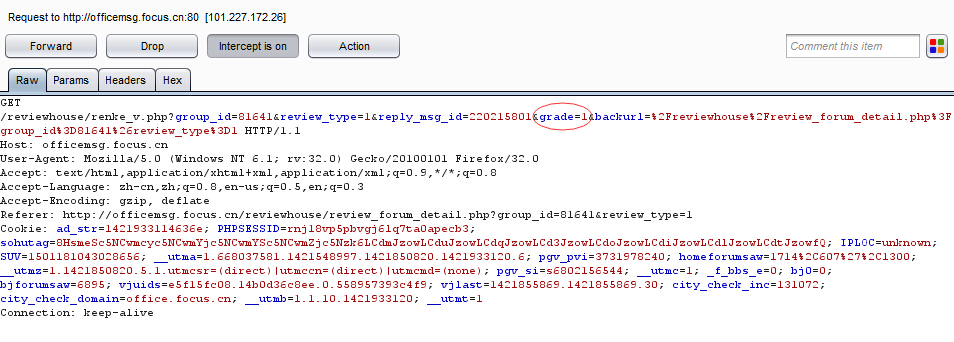 Request to http://officemsg.focus.cn:80 [101.227.172.26]
Forward Drop Intercept is on Action Comment this item
Raw Params Headers Hex
GET
/reviewhouse/renke_v.php?group_id=81641&review_type=1&reply_msg_id=220215801&grade=1&backurl=%2Freviewhouse%2Freview_forum_detail.php%3F
group_id%3D81641%26review_type%3D1 HTTP/1.1
Host: officemsg.focus.cn
User-Agent: Mozilla/5.0 (Windows NT 6.1; rv:32.0) Gecko/20100101 Firefox/32.0
Accept: text/html,application/xhtml+xml,application/xml;q=0.9,*/*;q=0.8
Accept-Language: zh-cn,zh;q=0.8,en-us;q=0.5,en;q=0.3
Accept-Encoding: gzip, deflate
Referer: http://officemsg.focus.cn/reviewhouse/review_forum_detail.php?group_id=81641&review_type=1
Cookie: ad_str=1421933114636e; PHPSESSID=rnjl8vp5pbvgj61q7ta0apecb3;
sohutag=8HsmeSc5NCwmcyc5NCwmYjc5NCwmYSc5NCwmZjc5Nzk6LCdmJzowLCduJzowLCdqJzowLCd3JzowLCdoJzowLCdiJzowLCdlJzowLCdtJzowfQ; IPLOC=unknown;
SUV=1501181043028656; __utma=1.668037581.1421548997.1421850820.1421933120.6; pgv_pvi=3731978240; homeforumsaw=1714%2C607%27%2C1300;
__utmz=1.1421850820.5.1.utmcsr=(direct)|utmccn=(direct)|utmcmd=(none); pgv_si=s6802156544; __utmc=1; _f_bbs_e=0; bj0=0;
bjforumsaw=6895; vjuids=e5f15fc08.14b0d36c8ee.0.558957393c4f9; vjlast=1421855869.1421855869.30; city_check_inc=131072;
city_check_domain=office.focus.cn; __utmb=1.1.10.1421933120; __utmt=1
Connection: keep-alive